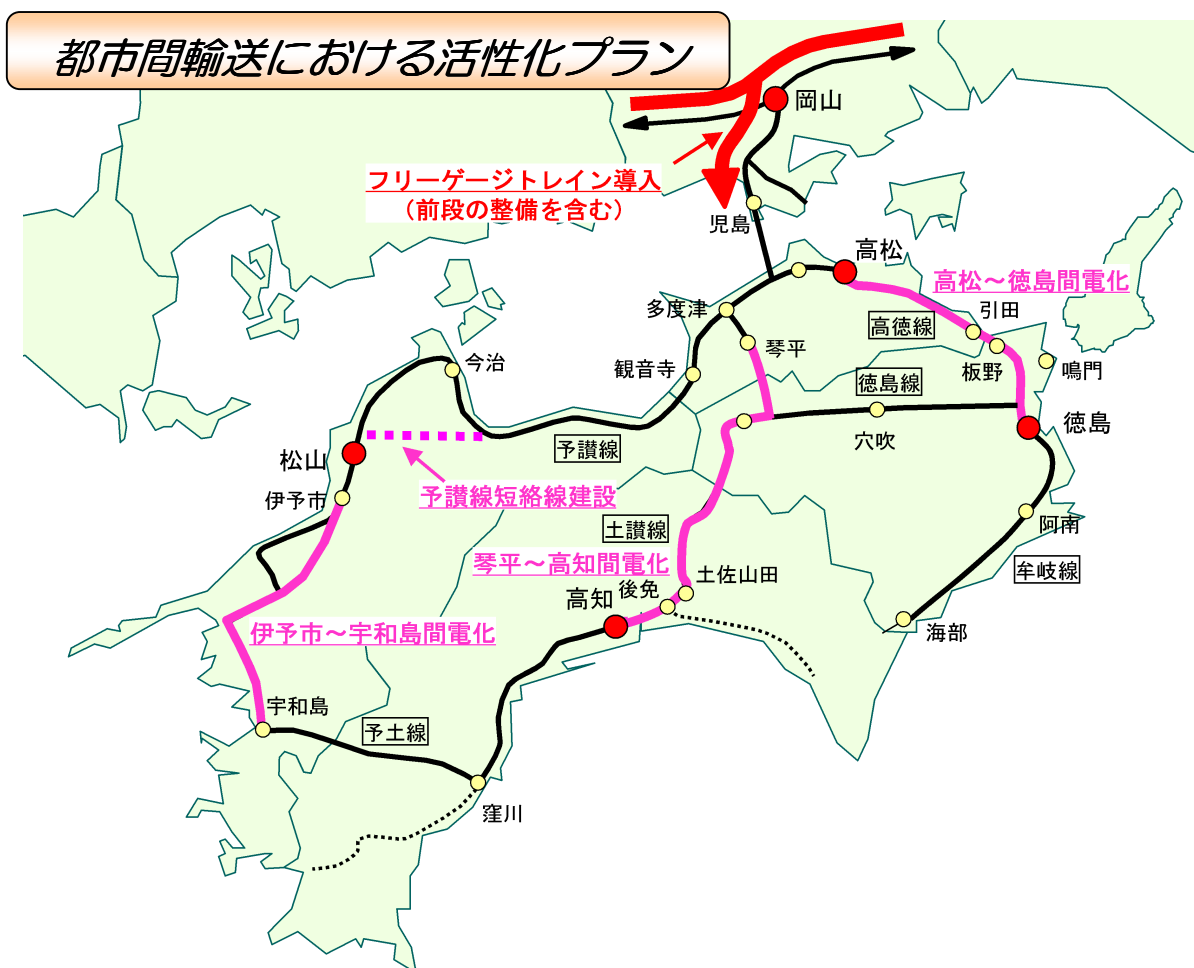 都市間輸送における活性化プラン
岡山
フリーゲージトレイン導入
（前段の整備を含む）
児島
高松
高松～徳島間電化
多度津
引田
高徳線
琴平
今治
観音寺
板野
鳴門
徳島線
徳島
穴吹
予讃線
松山
伊予市
予讃線短絡線建設
阿南
土讃線
琴平～高知間電化
土佐山田
牟岐線
後免
高知
海部
伊予市～宇和島間電化
宇和島
予土線
窪川